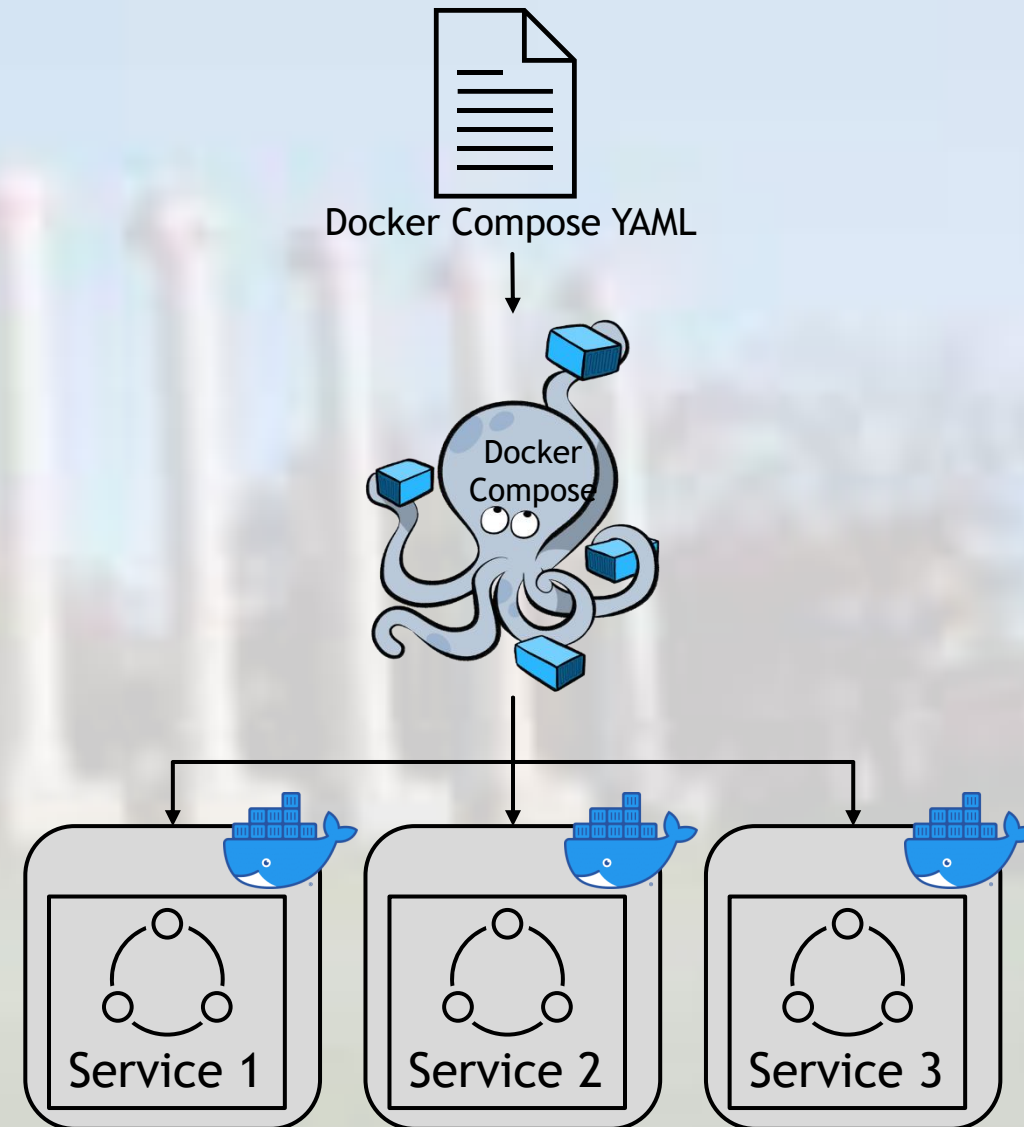 Docker Compose YAML
Docker
Compose
Service 1
Service 2
Service 3